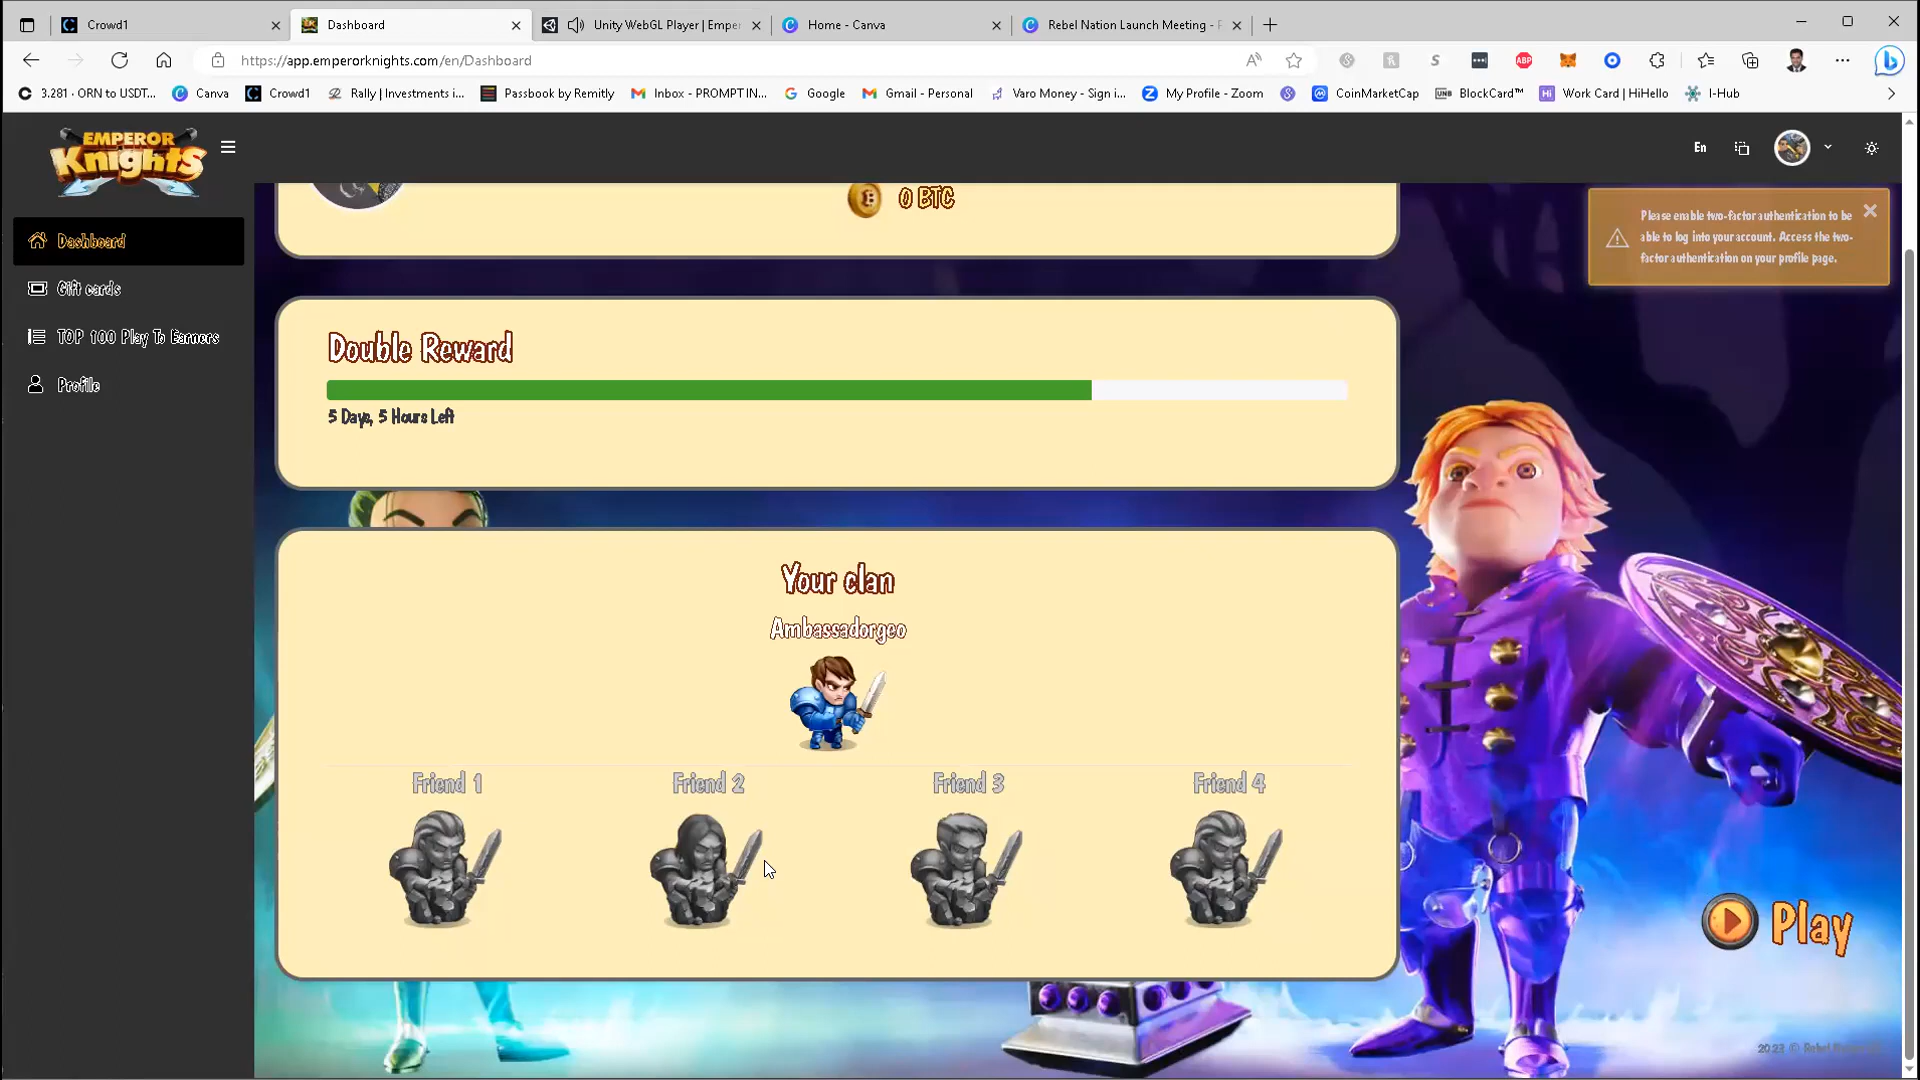 Crowd1
Dashboard
Unity WebGL Player | Emper
Home - Canva
Rebel Nation Launch Meeting -
https://app.emperorknights.com/en/Dashboard
3.281 · ORN to USDT...
Canva
Crowd1
Rally | Investments i...
Passbook by Remitly
Inbox - PROMPT IN...
Google
Gmail - Personal
Varo Money - Sign i...
My Profile - Zoom
CoinMarketCap
BlockCard™
Work Card | HiHello
I-Hub
EMPEROR
Knights
En
Dashboard
Gift cards
TOP 100 Play To Earners
Profile
0 BTC
Please enable two-factor authentication to be
able to log into your account. Access the two-
factor authentication on your profile page.
Double Reward
5 Days, 5 Hours Left
Your clan
Ambassadorgeo
Friend 1
Friend 2
Friend 3
Friend 4
Play
2023 © Rebel